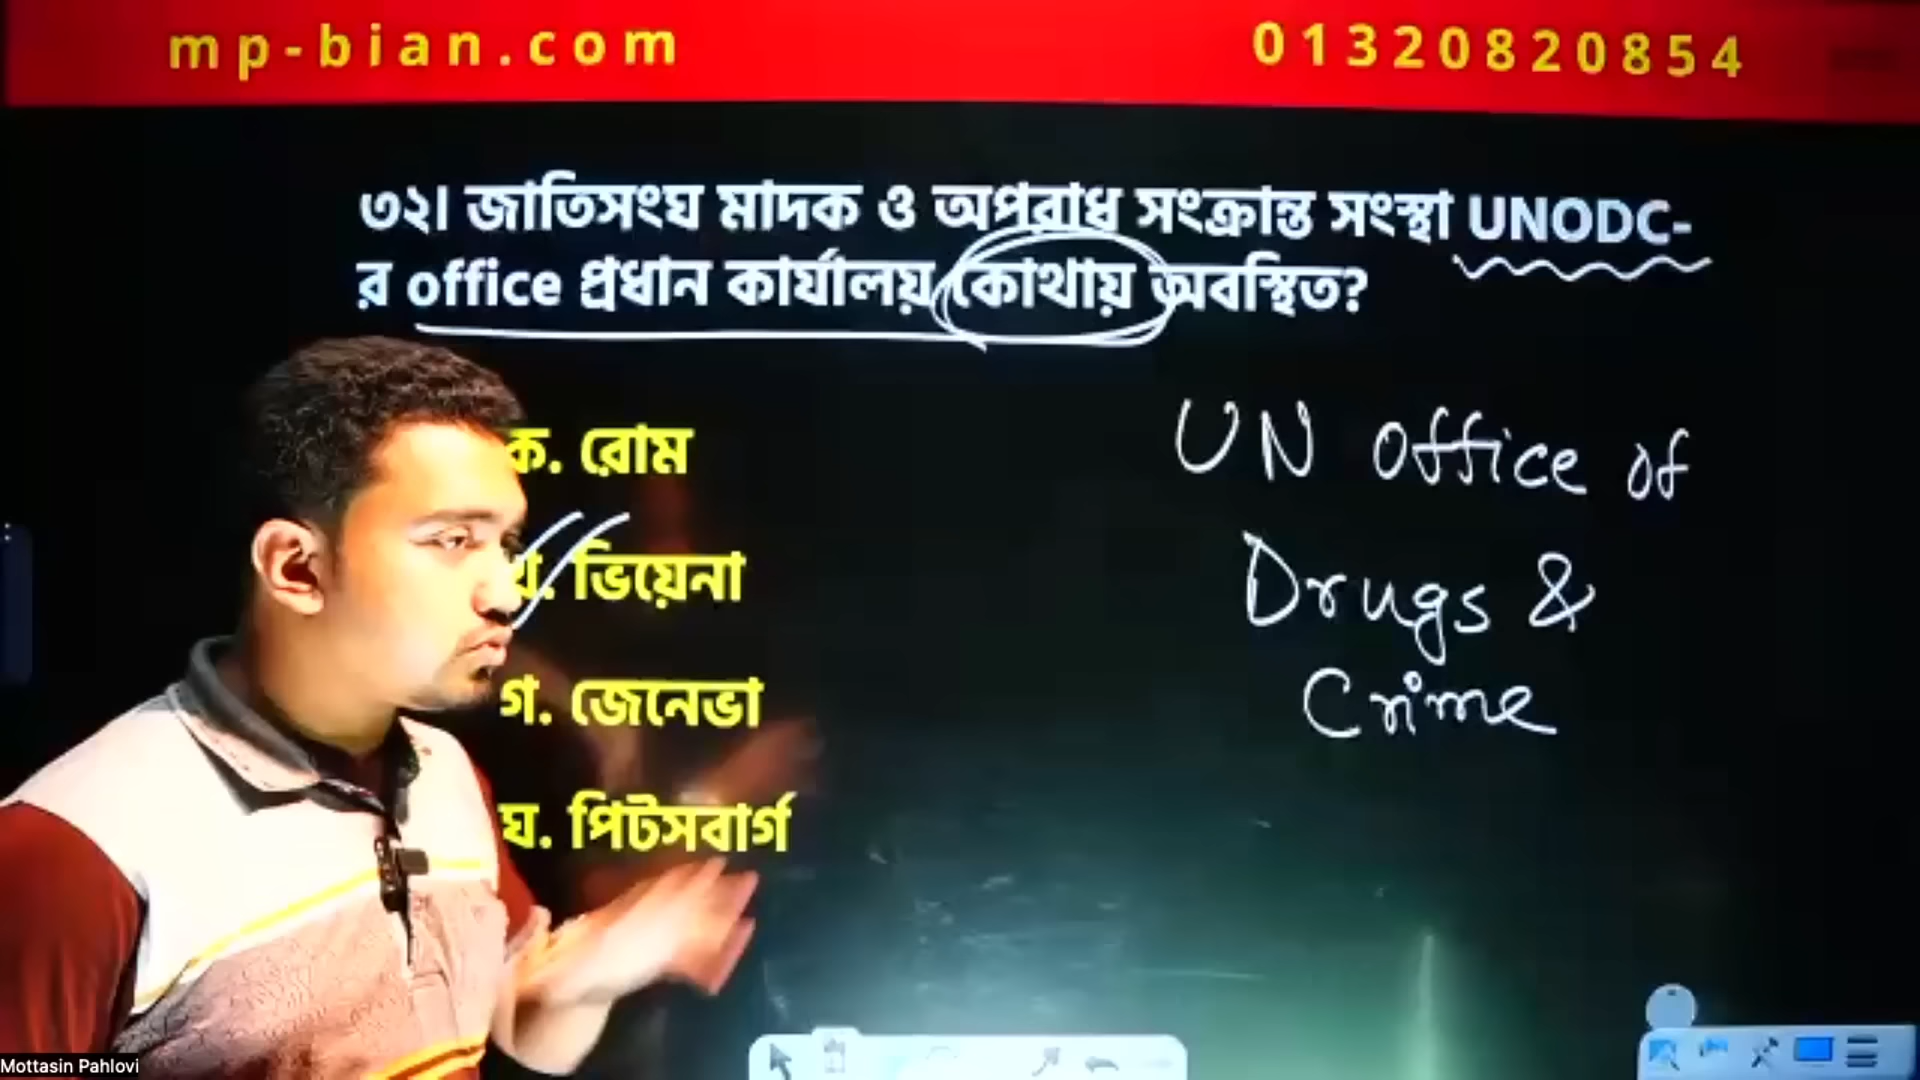 mp-bian.com 01320820854
৩২। জাতিসংঘ মাদক ও অপরাধ সংক্রান্ত সংস্থা UNODC-
র office প্রধান কার্যালয় কোথায় অবস্থিত?
ক. রোম
UN office of
খ. ভিয়েনা
Drugs &
গ. জেনেভা
Crime
ঘ. পিটসবার্গ
Mottasin Pahlovi